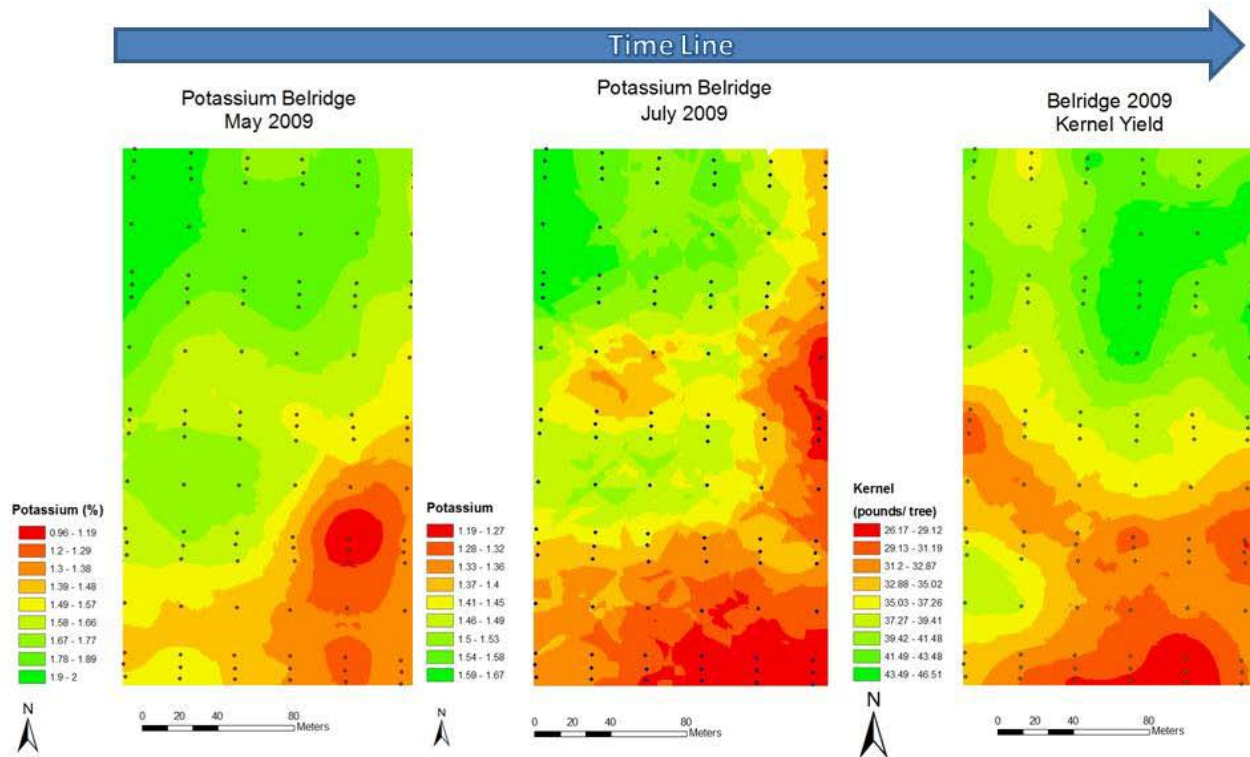 Time Line
Potassium Belridge
May 2009
Potassium (%)
0.96 - 1.19
1.2 - 1.29
1.3 - 1.38
1.39 - 1.48
1.49 - 1.57
1.58 - 1.66
1.67 - 1.77
1.78 - 1.89
1.9 - 2
N
0 20 40 80
Meters
Potassium Belridge
July 2009
Potassium
1.19 - 1.27
1.28 - 1.32
1.33 - 1.36
1.37 - 1.4
1.41 - 1.45
1.46 - 1.49
1.5 - 1.53
1.54 - 1.58
1.59 - 1.67
N
0 20 40 80
Meters
Belridge 2009
Kernel Yield
Kernel
(pounds/ tree)
26.17 - 29.12
29.13 - 31.19
31.2 - 32.87
32.88 - 35.02
35.03 - 37.26
37.27 - 39.41
39.42 - 41.48
41.49 - 43.48
43.49 - 46.51
N
0 20 40 80
Meters